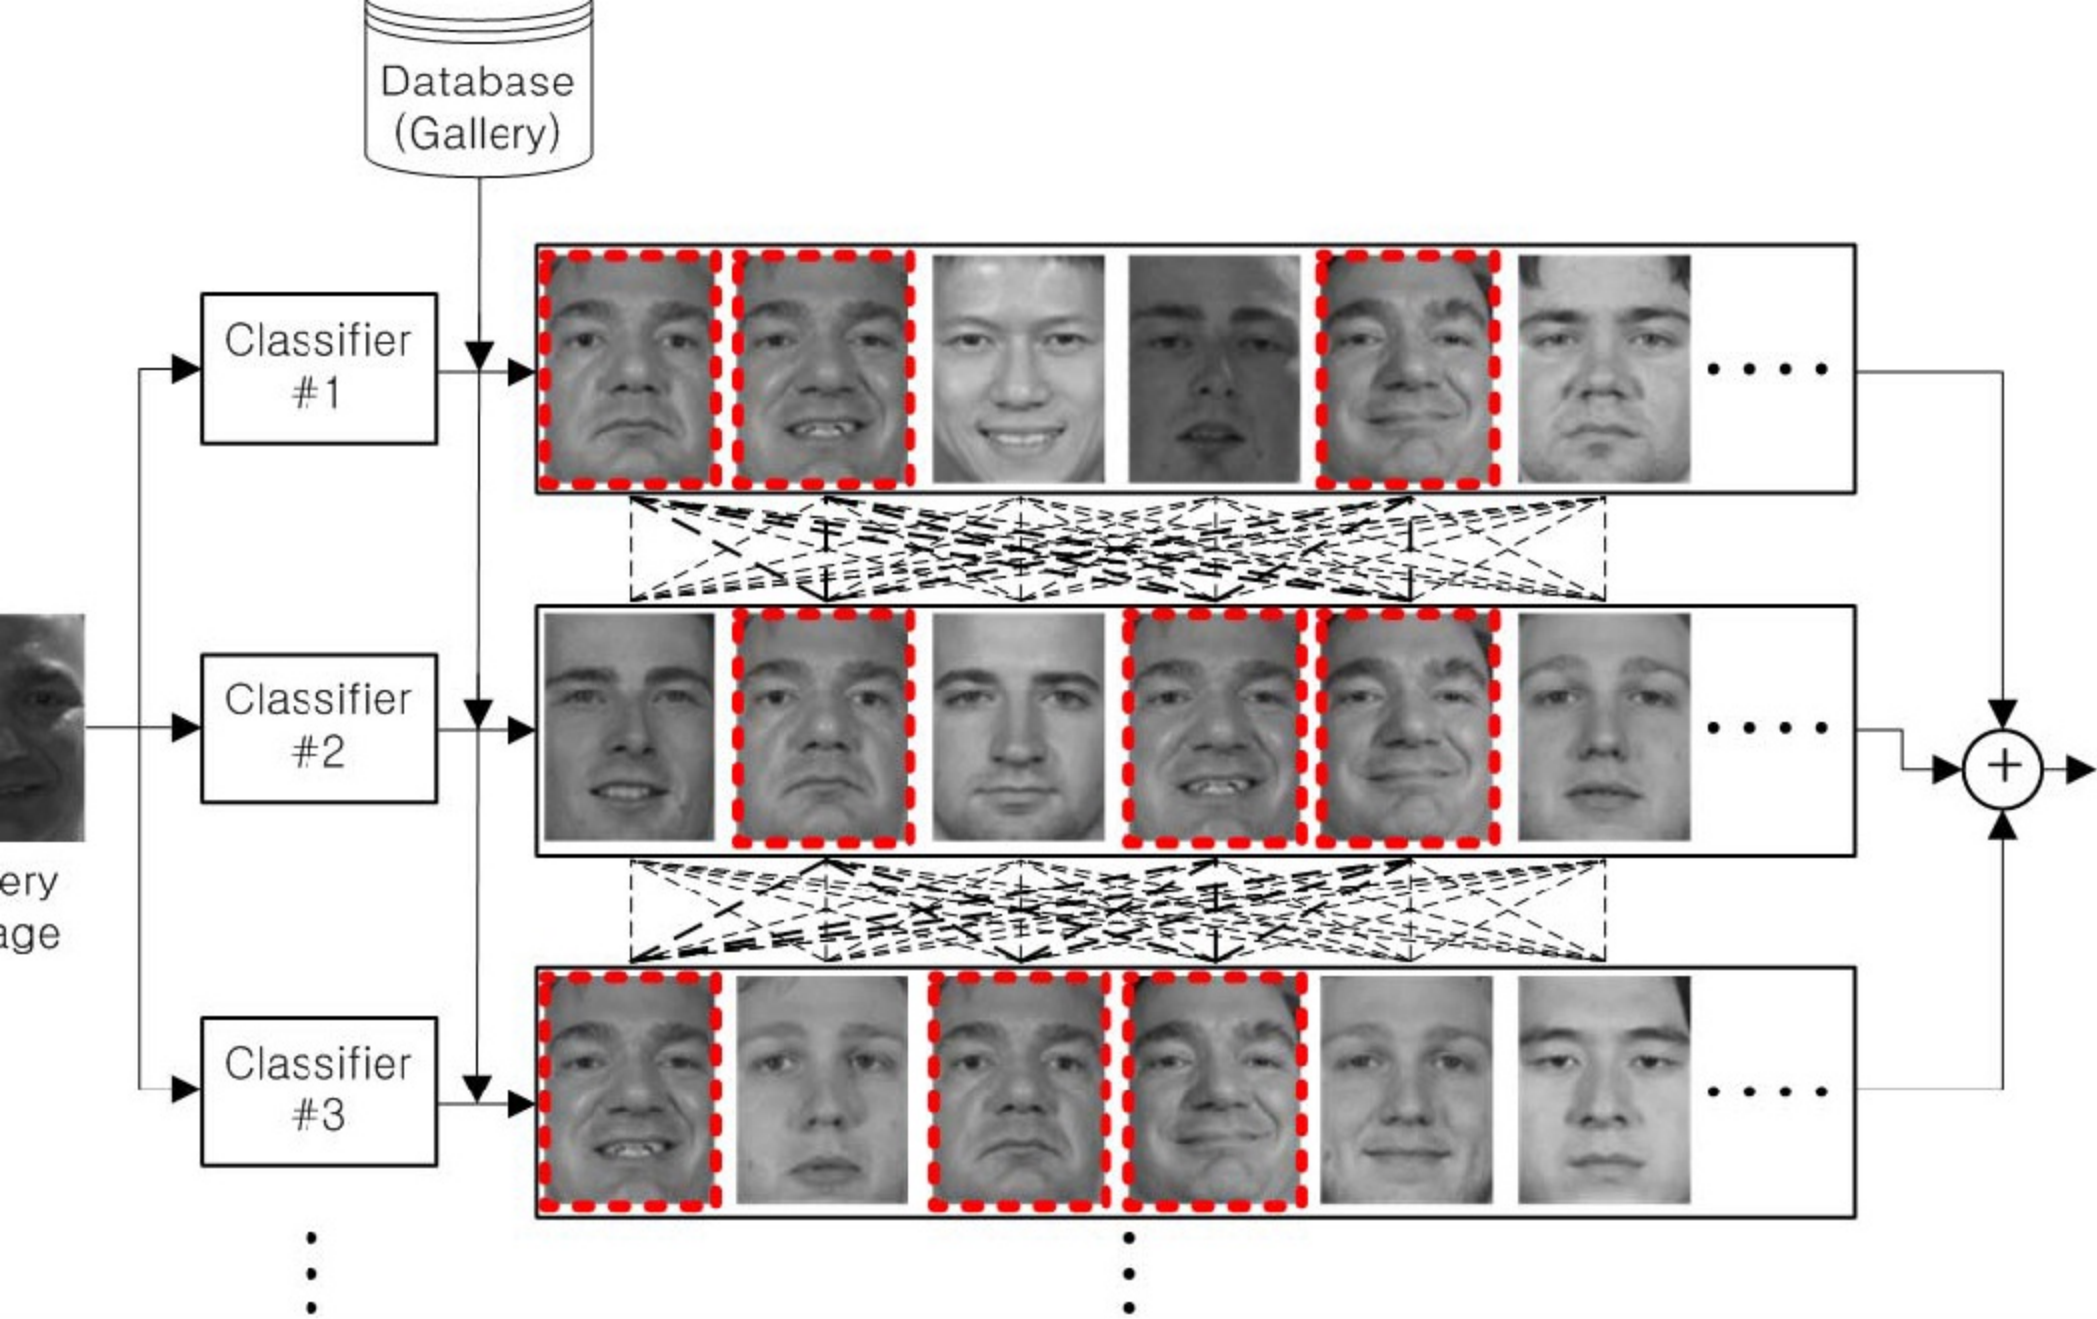 Database
(Gallery)
Classifier
#1
Classifier
#2
ery
age
Classifier
#3
+